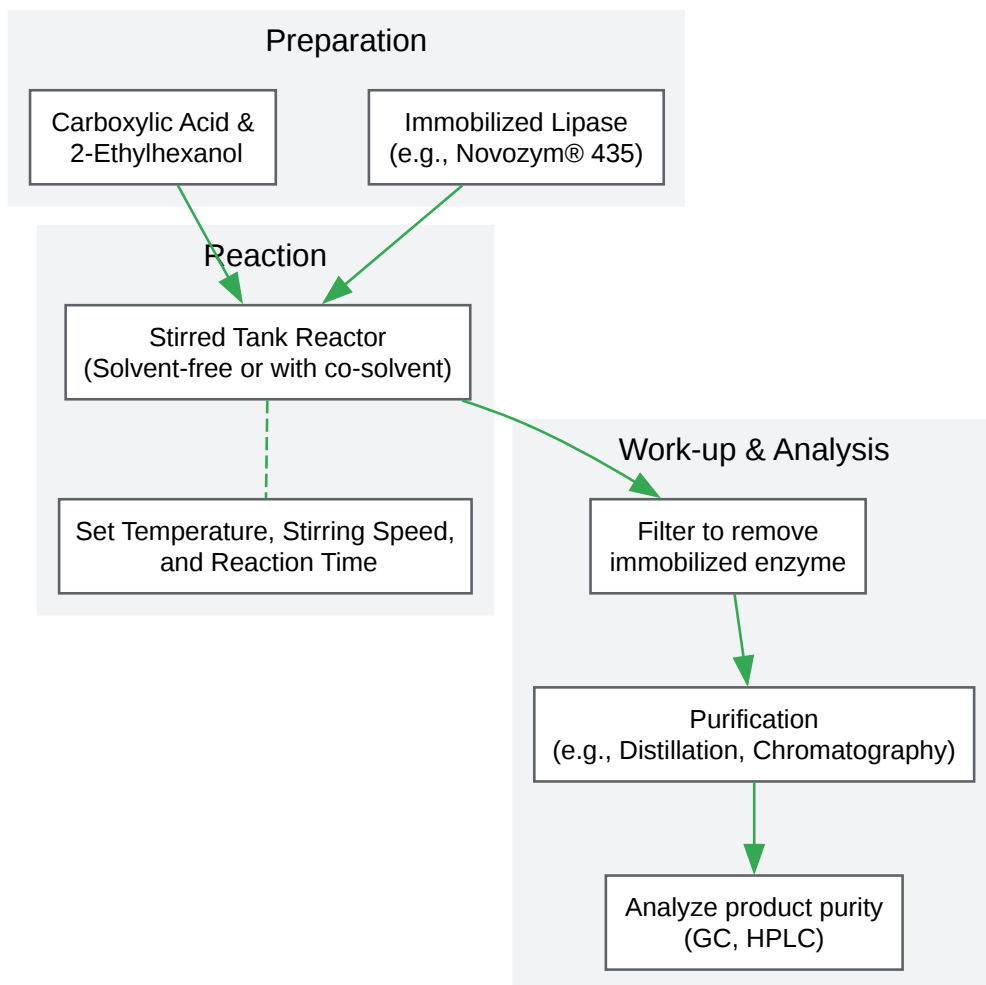 Preparation
Carboxylic Acid &
2-Ethylhexanol
Immobilized Lipase
(e.g., Novozym® 435)
Reaction
Stirred Tank Reactor
(Solvent-free or with co-solvent)
Set Temperature, Stirring Speed,
and Reaction Time
Work-up & Analysis
Filter to remove
immobilized enzyme
Purification
(e.g., Distillation, Chromatography)
Analyze product purity
(GC, HPLC)